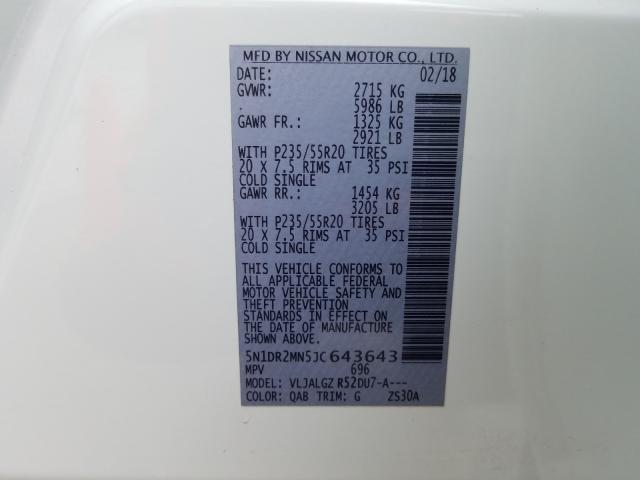 MFD BY NISSAN MOTOR CO., LTD.
DATE: 02/18
GVWR: 2715 KG
. 5986 LB
GAWR FR.: 1325 KG
2921 LB
WITH P235/55R20 TIRES
20 X 7.5 RIMS AT 35 PSI
COLD SINGLE
GAWR RR.: 1454 KG
3205 LB
WITH P235/55R20 TIRES
20 X 7.5 RIMS AT 35 PSI
COLD SINGLE
THIS VEHICLE CONFORMS TO
ALL APPLICABLE FEDERAL
MOTOR VEHICLE SAFETY AND
THEFT PREVENTION
STANDARDS IN EFFECT ON
THE DATE OF MANUFACTURE
SHOWN ABOVE.
5N1DR2MN5JC643643
MPV 696
MODEL: VLJALGZ R52DU7-A---
COLOR: QAB TRIM: G ZS30A